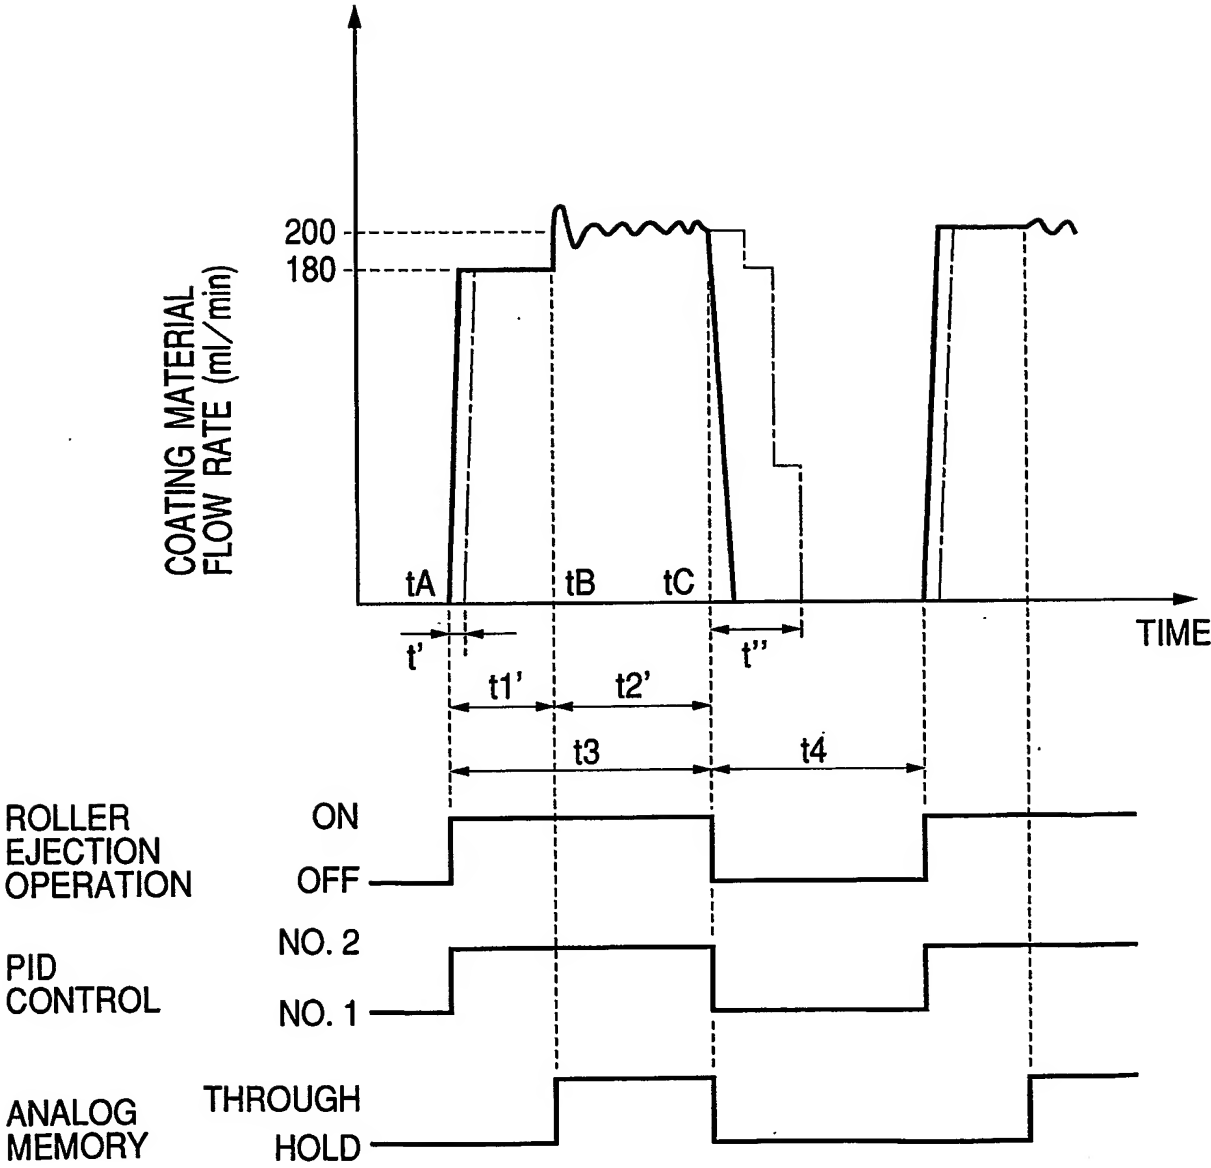 200
180
COATING MATERIAL
FLOW RATE (ml/min)
tA
tB
tC
TIME
t'
t''
t1'
t2'
t3
t4
ROLLER
EJECTION
OPERATION
ON
OFF
PID
CONTROL
NO. 2
NO. 1
ANALOG
MEMORY
THROUGH
HOLD